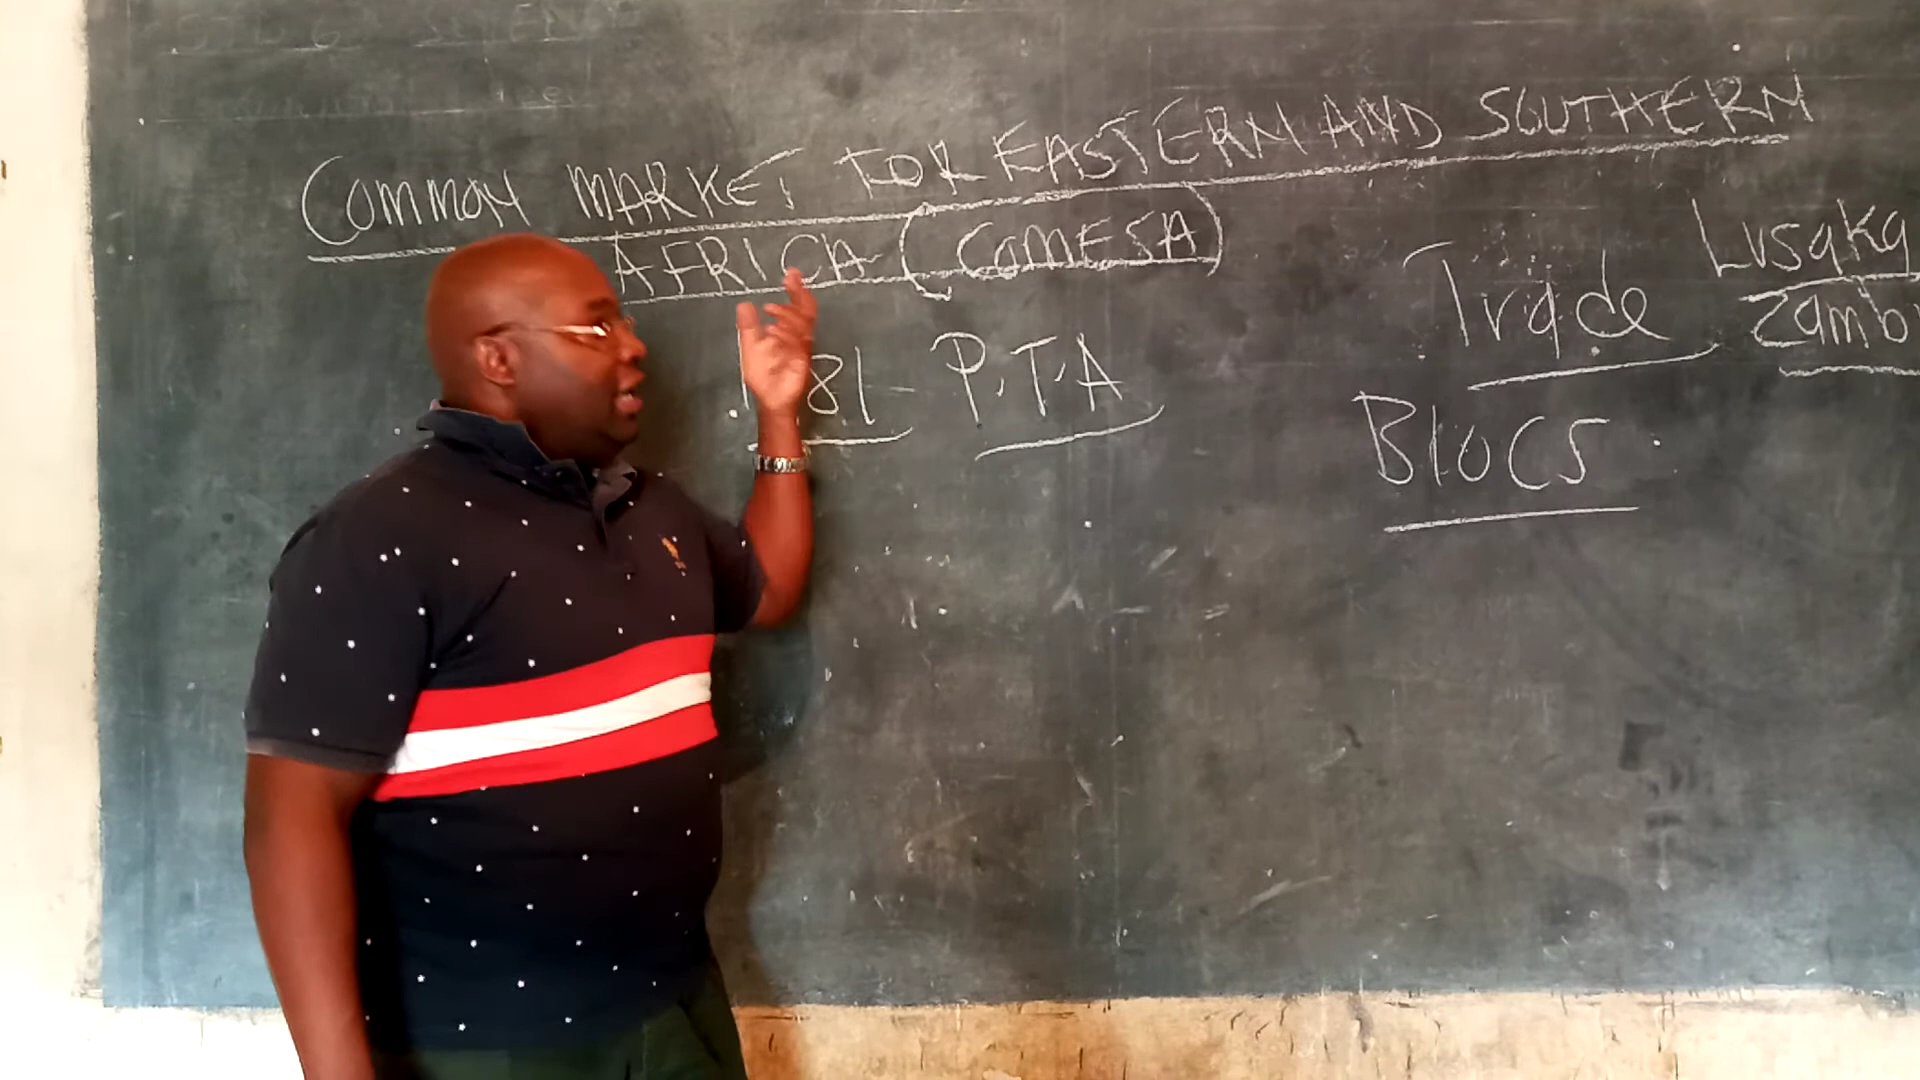 COMMON MARKET FOR EASTERN AND SOUTHERN
AFRICA (COMESA)
81 - P.T.A
Trade
Blocs
Lusaka
Zamb